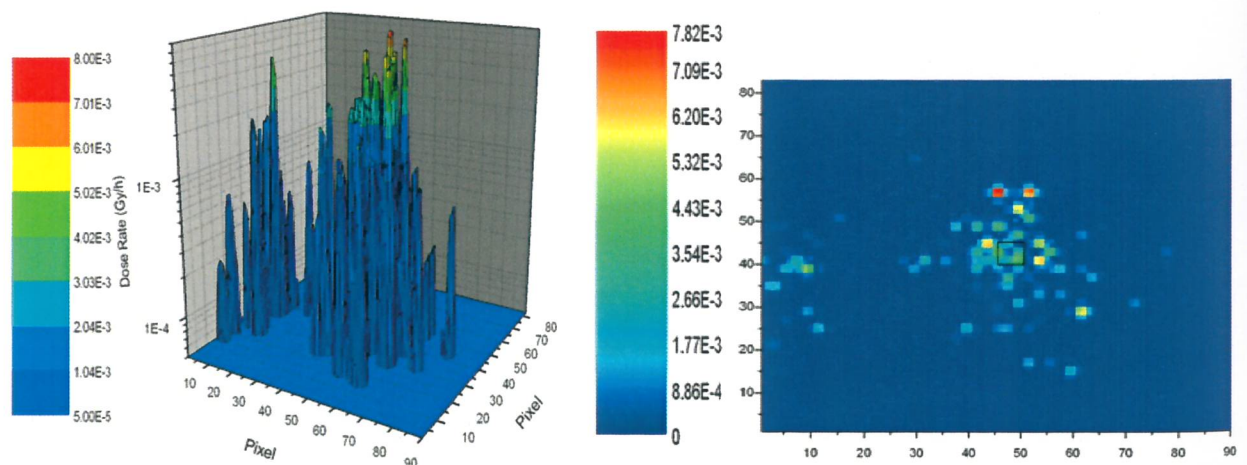 8.00E-3
7.01E-3
6.01E-3
5.02E-3
4.02E-3
3.03E-3
2.04E-3
1.04E-3
5.00E-5
Dose Rate (Gy/h)
1E-3
1E-4
10 20 30 40 50 60 70 80 90
Pixel
10 20 30 40 50 60 70 80
Pixel
7.82E-3
7.09E-3
6.20E-3
5.32E-3
4.43E-3
3.54E-3
2.66E-3
1.77E-3
8.86E-4
0
80
70
60
50
40
30
20
10
10 20 30 40 50 60 70 80 90